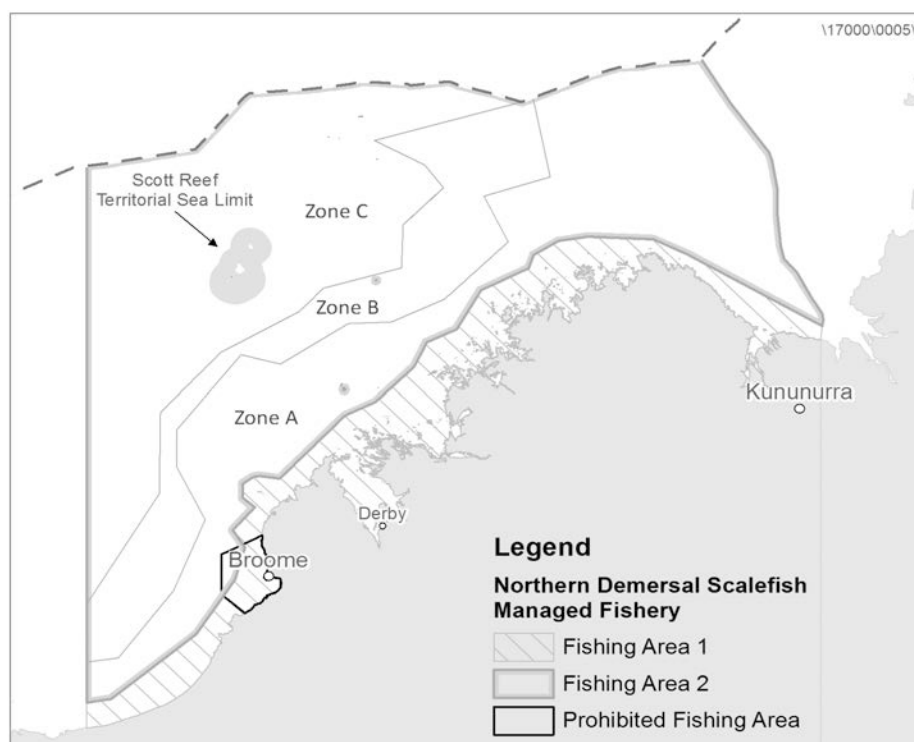 \17000\0005\
Scott Reef
Territorial Sea Limit
Zone C
Zone B
Zone A
Kununurra
Derby
Broome
Legend
Northern Demersal Scalefish
Managed Fishery
Fishing Area 1
Fishing Area 2
Prohibited Fishing Area